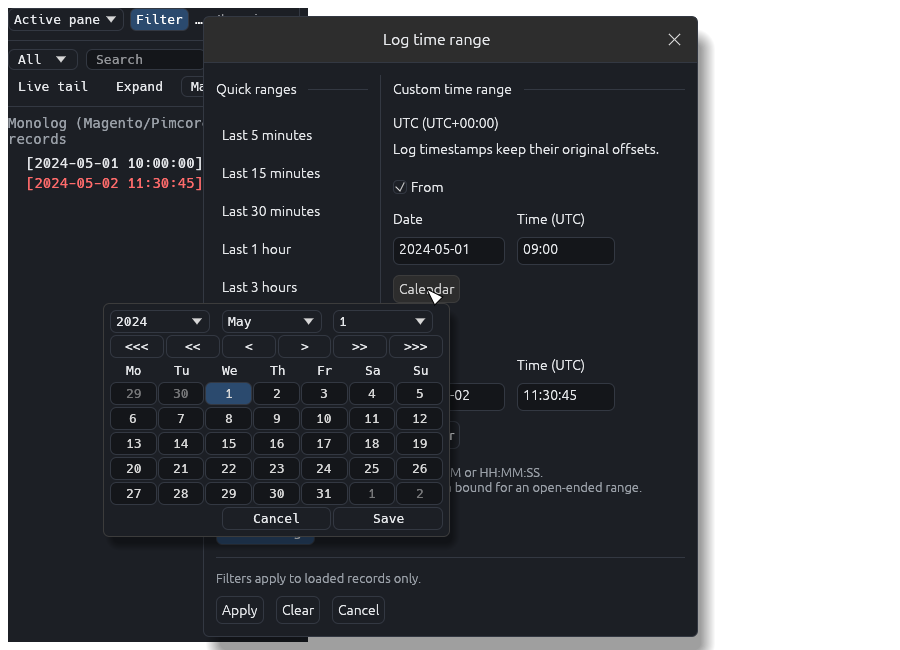 Active pane Filter …
All Search
Live tail Expand
Monolog (Magento/Pimcore
records
[2024-05-01 10:00:00]
[2024-05-02 11:30:45]
Log time range
Quick ranges
Last 5 minutes
Last 15 minutes
Last 30 minutes
Last 1 hour
Last 3 hours
Custom time range
UTC (UTC+00:00)
Log timestamps keep their original offsets.
From
Date Time (UTC)
2024-05-01 09:00
Calendar
Time (UTC)
-02 11:30:45
M or HH:MM:SS.
bound for an open-ended range.
2024 May 1
<<< << < > >> >>>
Mo Tu We Th Fr Sa Su
29 30 1 2 3 4 5
6 7 8 9 10 11 12
13 14 15 16 17 18 19
20 21 22 23 24 25 26
27 28 29 30 31 1 2
Cancel Save
Filters apply to loaded records only.
Apply Clear Cancel